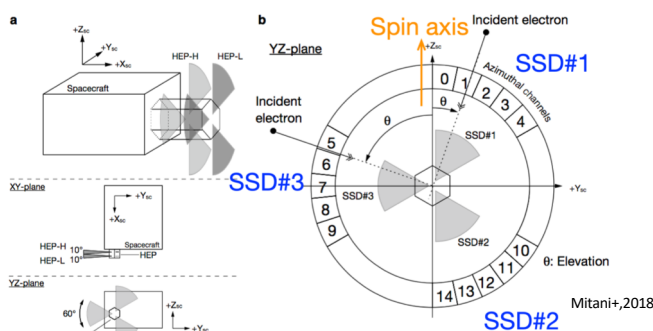 a
+Zsc
+Ysc
+Xsc
HEP-H HEP-L
Spacecraft
XY-plane
+Ysc
+Xsc
Spacecraft
HEP-H 10°
HEP-L 10°
HEP
YZ-plane
60°
+Zsc
+Ysc
b
YZ-plane
Spin axis
+Zsc
Incident electron
SSD#1
Azimuthal channels
0
1
2
3
4
θ
θ
Incident
electron
SSD#1
5
6
7
8
9
SSD#3
SSD#3
+Ysc
SSD#2
10
11
12
13
14
θ: Elevation
SSD#2
Mitani+,2018